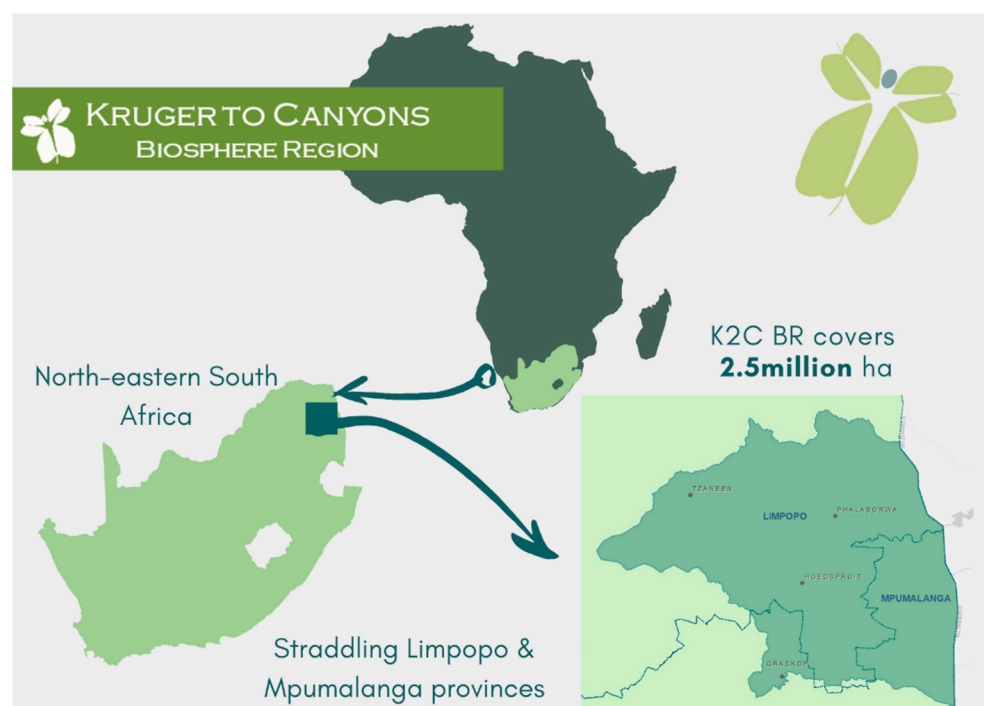 KRUGER TO CANYONS
BIOSPHERE REGION
K2C BR covers
2.5million ha
North-eastern South
Africa
TZANEEN
LIMPOPO
PHALABORWA
HOEDSPRUIT
MPUMALANGA
GRASKOP
Straddling Limpopo &
Mpumalanga provinces